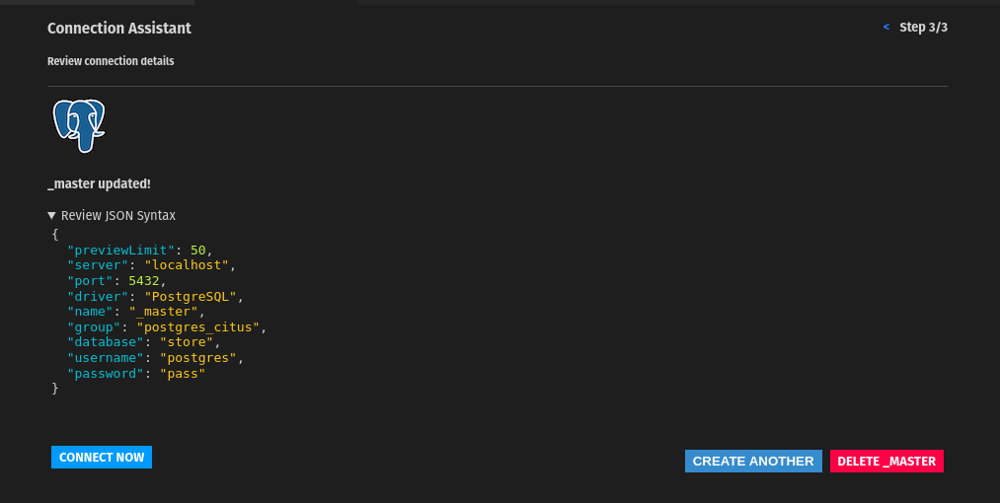 Connection Assistant
< Step 3/3
Review connection details
_master updated!
▼ Review JSON Syntax
{
  "previewLimit": 50,
  "server": "localhost",
  "port": 5432,
  "driver": "PostgreSQL",
  "name": "_master",
  "group": "postgres_citus",
  "database": "store",
  "username": "postgres",
  "password": "pass"
}
CONNECT NOW
CREATE ANOTHER
DELETE _MASTER